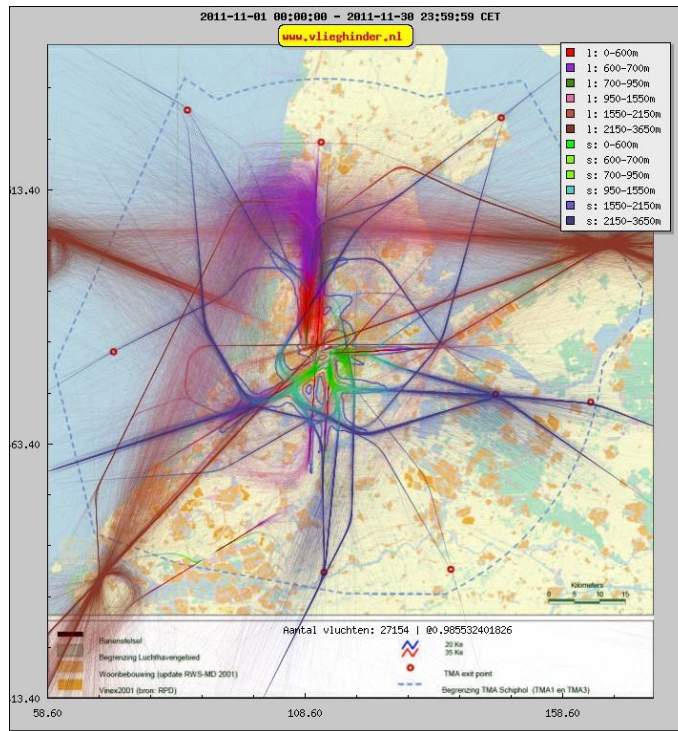 2011-11-01 00:00:00 - 2011-11-30 23:59:59 CET
www.vlieghinder.nl
l: 0-600m
l: 600-700m
l: 700-950m
l: 950-1550m
l: 1550-2150m
l: 2150-3650m
s: 0-600m
s: 600-700m
s: 700-950m
s: 950-1550m
s: 1550-2150m
s: 2150-3650m
13.40
63.40
Kilometers
0 5 10 15
Aantal vluchten: 27154 | @0.985532401826
Banenstelsel
20 Ke
35 Ke
Begrenzing Luchthavengebied
Woonbebouwing (update RWS-MD 2001)
TMA exit point
Vinex2001 (bron: RPD)
Begrenzing TMA Schiphol (TMA1 en TMA3)
13.40
58.60 108.60 158.60